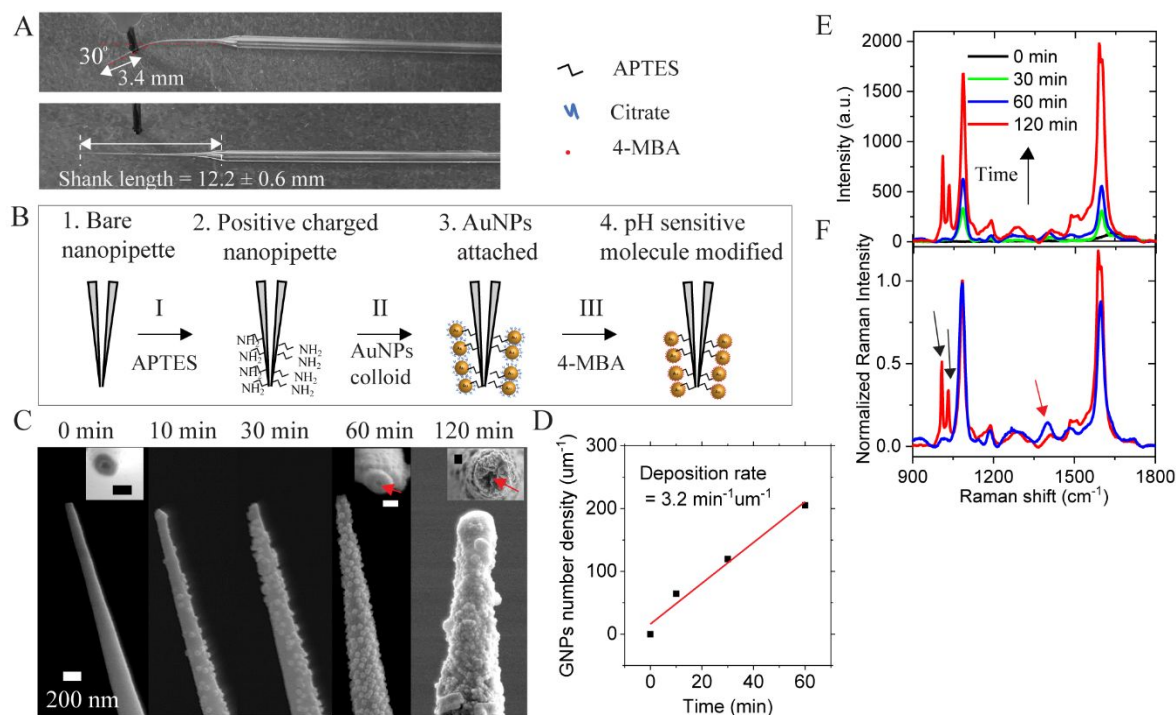 A
30°
3.4 mm
Shank length = 12.2 ± 0.6 mm
APTES
Citrate
4-MBA
B
1. Bare
nanopipette
2. Positive charged
nanopipette
3. AuNPs
attached
4. pH sensitive
molecule modified
I
APTES
NH2
NH2
NH2
NH2
NH2
NH2
NH2
NH2
II
AuNPs
colloid
III
4-MBA
C
0 min
10 min
30 min
60 min
120 min
200 nm
D
GNPs number density (um-1)
300
200
100
0
Deposition rate
= 3.2 min-1um-1
0 20 40 60
Time (min)
E
Intensity (a.u.)
2000
1500
1000
500
0
0 min
30 min
60 min
120 min
Time
F
Normalized Raman Intensity
1.0
0.5
0.0
900 1200 1500 1800
Raman shift (cm-1)